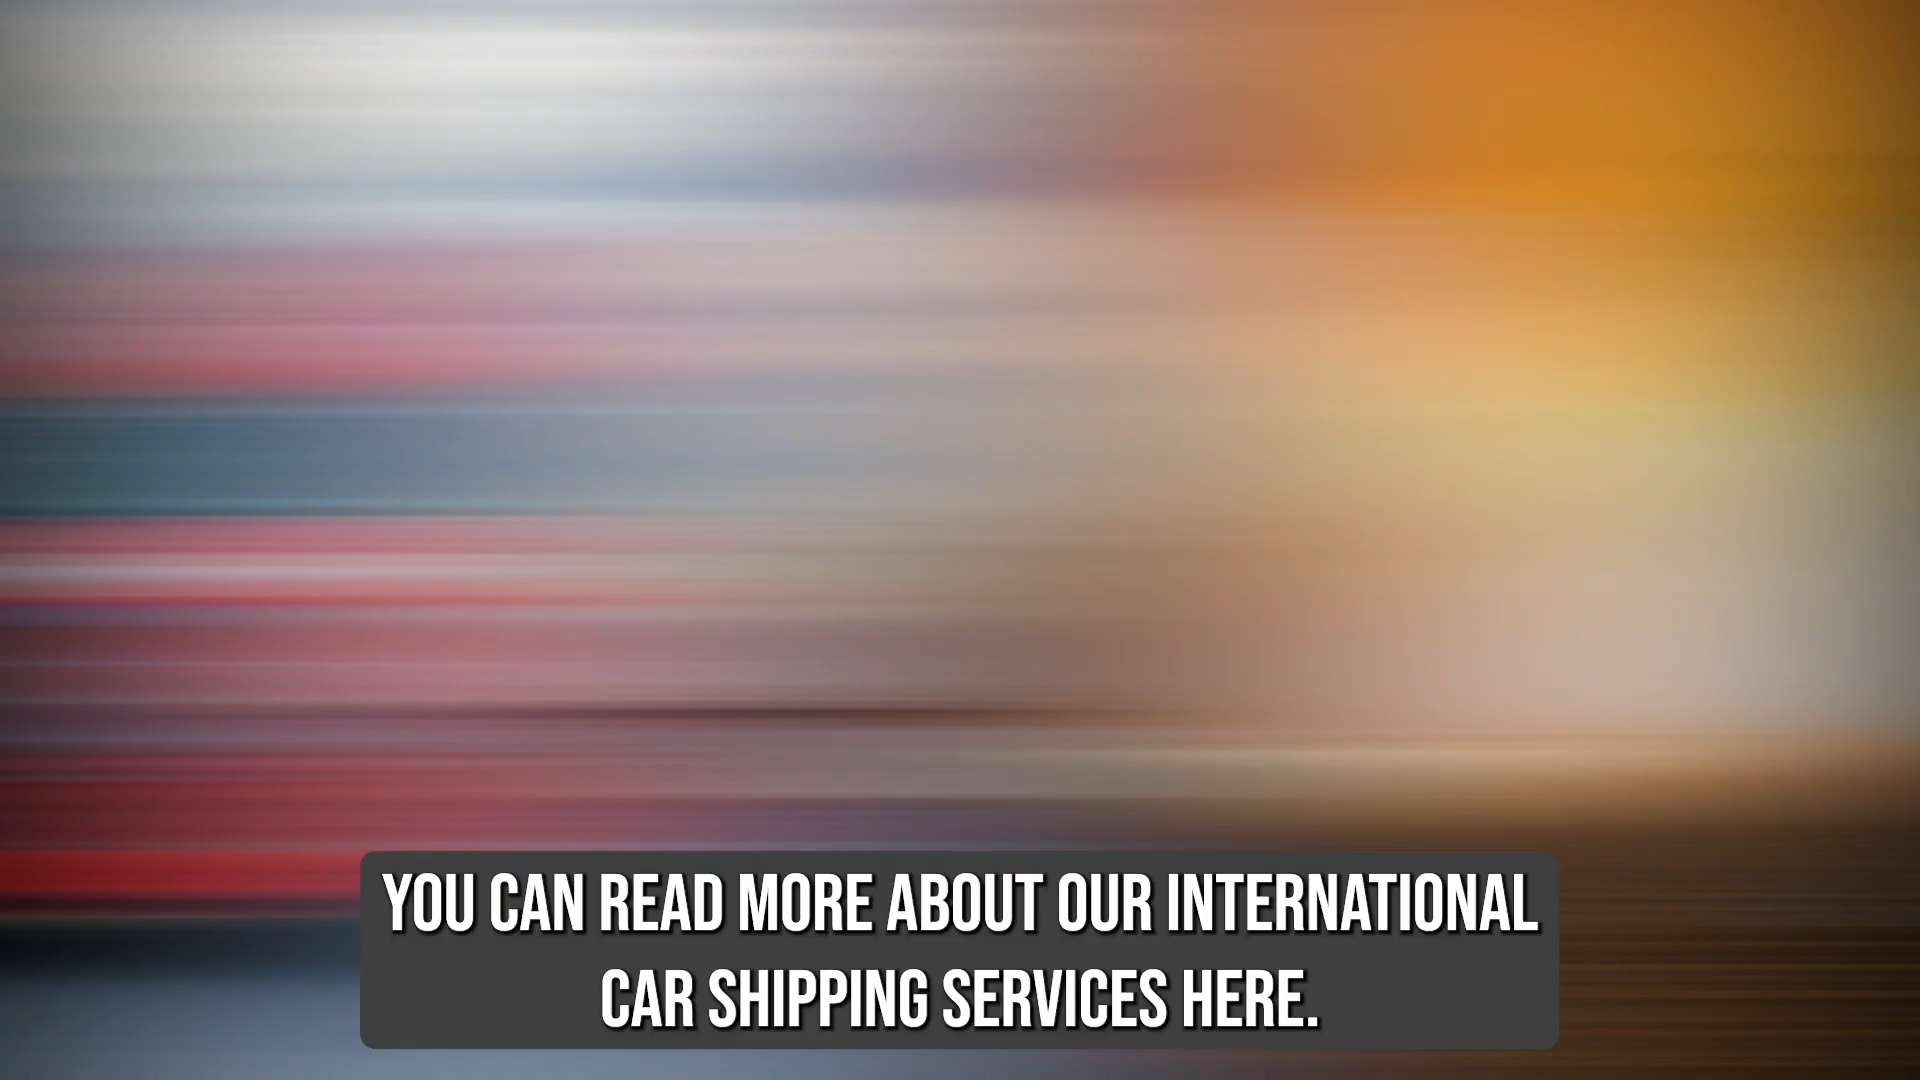 YOU CAN READ MORE ABOUT OUR INTERNATIONAL
CAR SHIPPING SERVICES HERE.